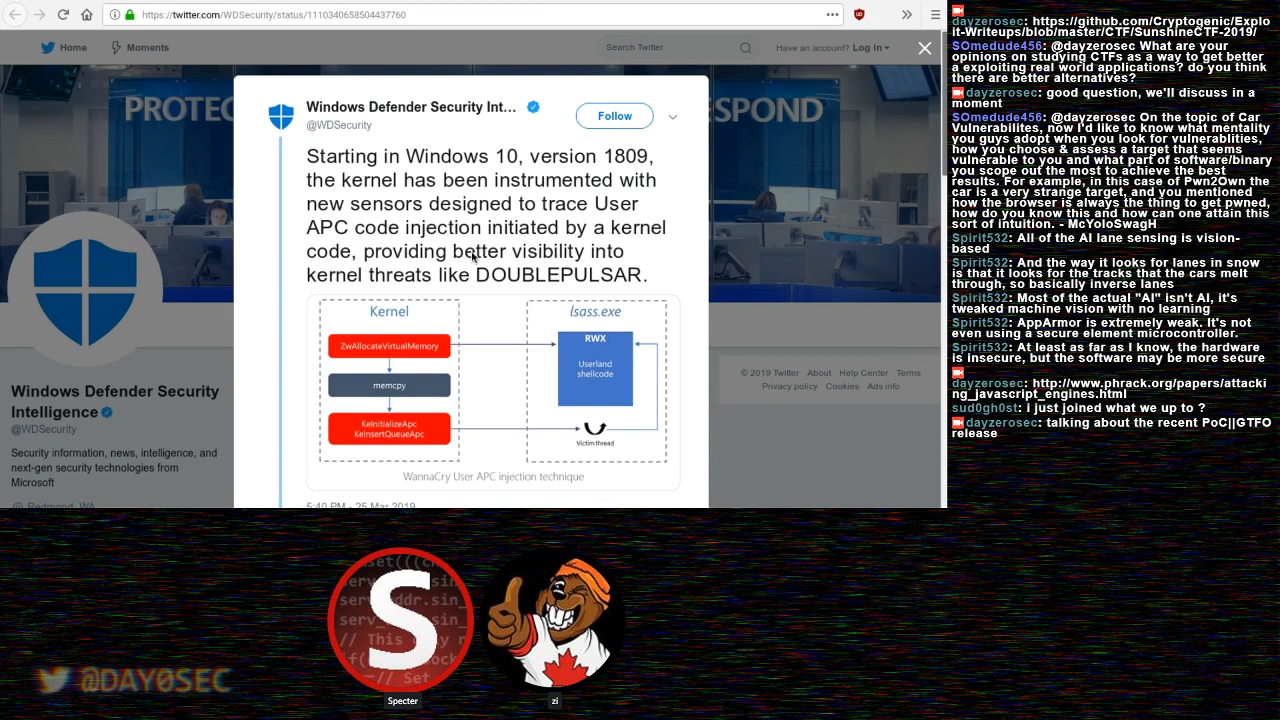 https://twitter.com/WDSecurity/status/1110340658504437760
Home
Moments
Search Twitter
Have an account? Log in
PROTEC
SPOND
Windows Defender Security Int...
@WDSecurity
Follow
Starting in Windows 10, version 1809,
the kernel has been instrumented with
new sensors designed to trace User
APC code injection initiated by a kernel
code, providing better visibility into
kernel threats like DOUBLEPULSAR.
Kernel
lsass.exe
ZwAllocateVirtualMemory
memcpy
KeInitializeApc
KeInsertQueueApc
RWX
Userland
shellcode
Victim thread
WannaCry User APC injection technique
5:40 PM - 25 Mar 2019
Windows Defender Security
Intelligence
@WDSecurity
Security information, news, intelligence, and
next-gen security technologies from
Microsoft
Redmond, WA
© 2019 Twitter About Help Center Terms
Privacy policy Cookies Ads info
dayzerosec: https://github.com/Cryptogenic/Explo
it-Writeups/blob/master/CTF/SunshineCTF-2019/
SOmedude456: @dayzerosec What are your
opinions on studying CTFs as a way to get better
a exploiting real world applications? do you think
there are better alternatives?
dayzerosec: good question, we'll discuss in a
moment
SOmedude456: @dayzerosec On the topic of Car
Vulnerabilites, now I'd like to know what mentality
you guys adopt when you look for vulnerabilities,
how you choose & assess a target that seems
vulnerable to you and what part of software/binary
you scope out the most to achieve the best
results. For example, in this case of Pwn2Own the
car is a very strange target, and you mentioned
how the browser is always the thing to get pwned,
how do you know this and how can one attain this
sort of intuition. - McYoloSwagH
Spirit532: All of the AI lane sensing is vision-
based
Spirit532: And the way it looks for lanes in snow
is that it looks for the tracks that the cars melt
through, so basically inverse lanes
Spirit532: Most of the actual "AI" isn't AI, it's
tweaked machine vision with no learning
Spirit532: AppArmor is extremely weak. It's not
even using a secure element microcontroller.
Spirit532: At least as far as I know, the hardware
is insecure, but the software may be more secure
dayzerosec: http://www.phrack.org/papers/attacki
ng_javascript_engines.html
sud0gh0st: i just joined what we up to ?
dayzerosec: talking about the recent PoC||GTFO
release
S
Specter
zi
@DAY0SEC